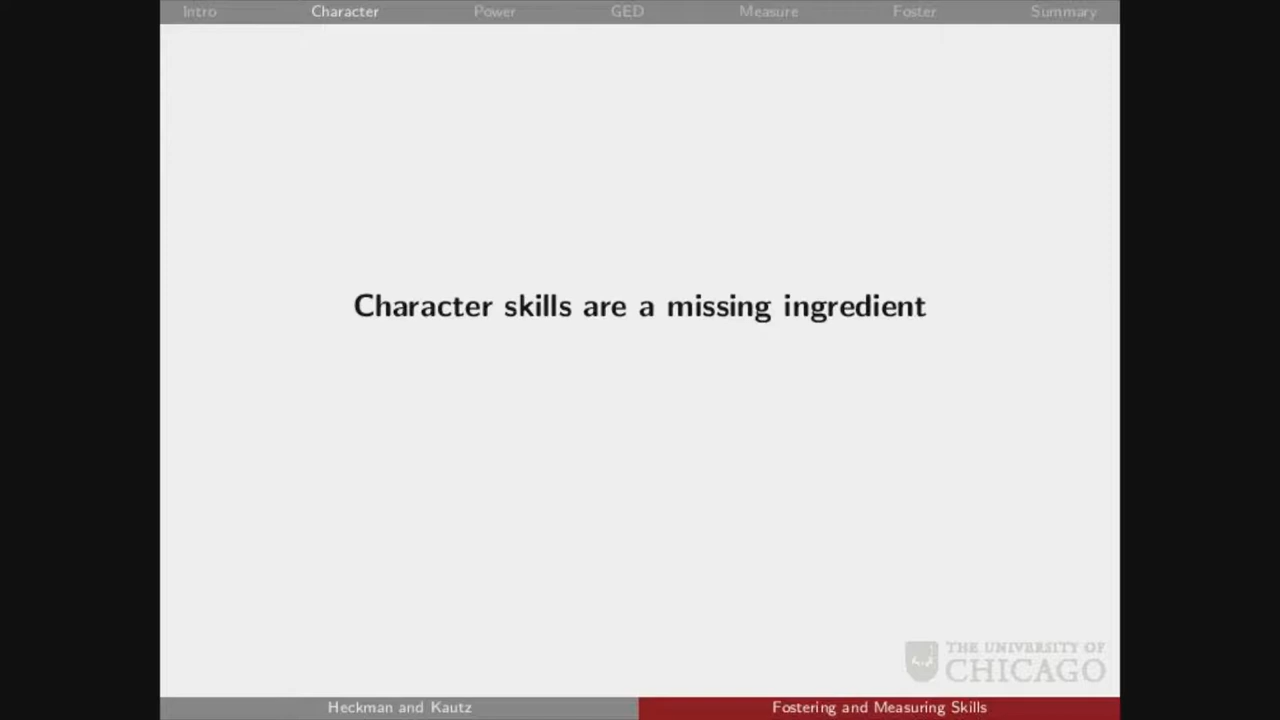 Intro Character Power GED Measure Foster Summary
Character skills are a missing ingredient
THE UNIVERSITY OF
CHICAGO
Heckman and Kautz Fostering and Measuring Skills